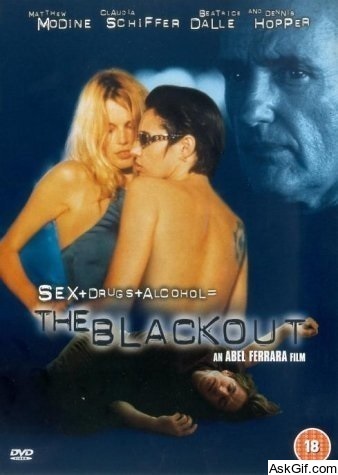 MATTHEW CLAUDIA BEATRICE AND DENNIS
MODINE SCHIFFER DALLE HOPPER
SEX+DRUGS+ALCOHOL=
THE BLACKOUT
AN ABEL FERRARA FILM
DVD
VIDEO
18
AskGif.com